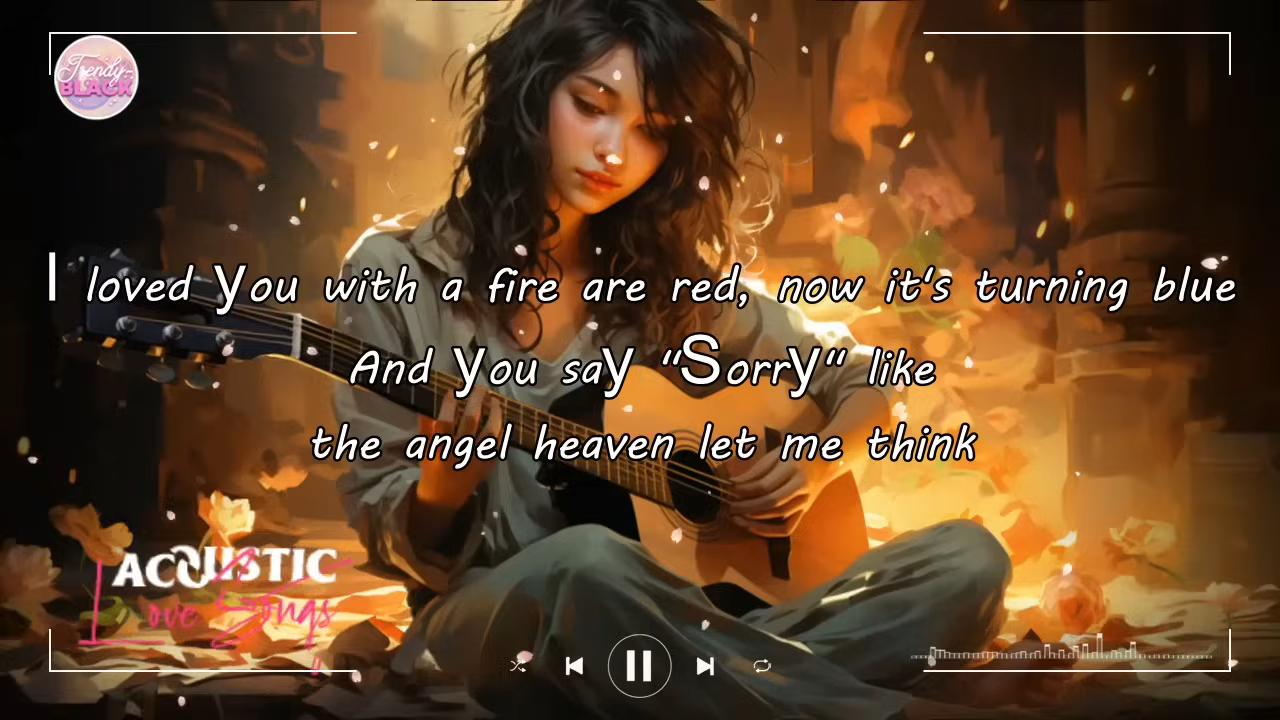 Trendy
BLACK
I loved you with a fire are red, now it's turning blue
And you say “Sorry“ like
the angel heaven let me think
ACOUSTIC
Love Songs